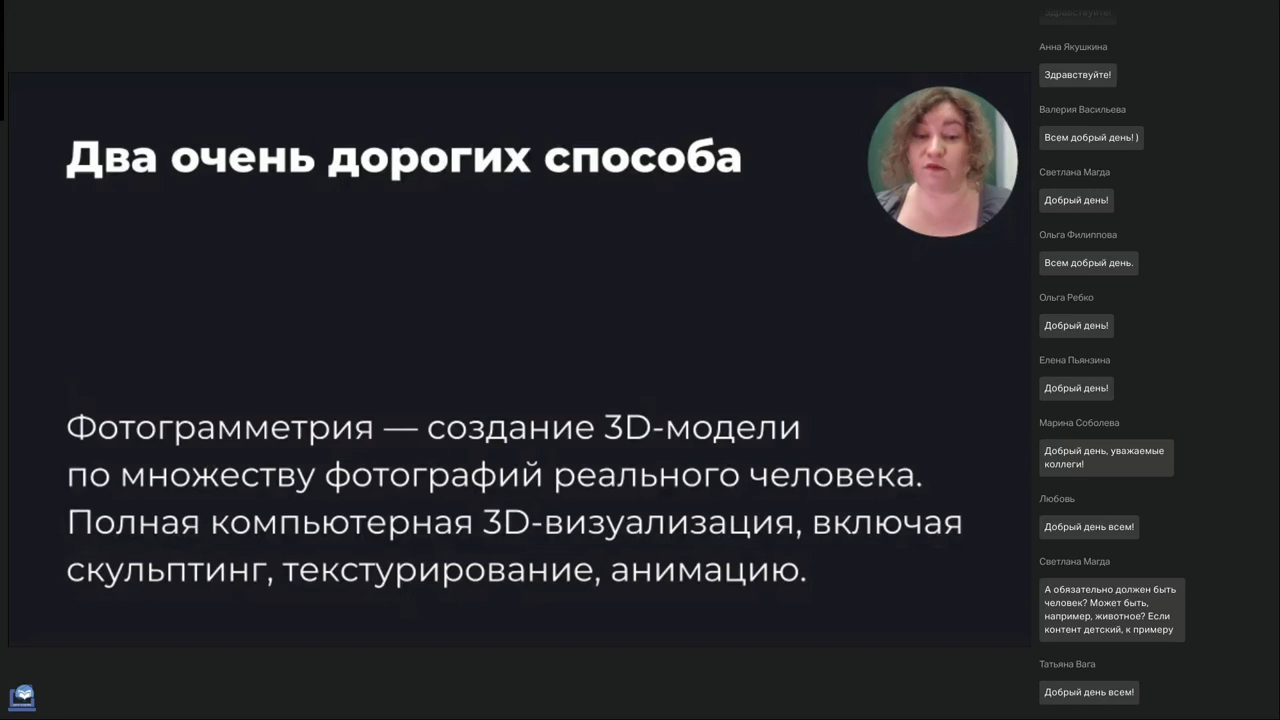 Два очень дорогих способа
Фотограмметрия — создание 3D-модели
по множеству фотографий реального человека.
Полная компьютерная 3D-визуализация, включая
скульптинг, текстурирование, анимацию.
Здравствуйте!
Анна Якушкина
Здравствуйте!
Валерия Васильева
Всем добрый день! )
Светлана Магда
Добрый день!
Ольга Филиппова
Всем добрый день.
Ольга Ребко
Добрый день!
Елена Пьянзина
Добрый день!
Марина Соболева
Добрый день, уважаемые
коллеги!
Любовь
Добрый день всем!
Светлана Магда
А обязательно должен быть
человек? Может быть,
например, животное? Если
контент детский, к примеру
Татьяна Вага
Добрый день всем!